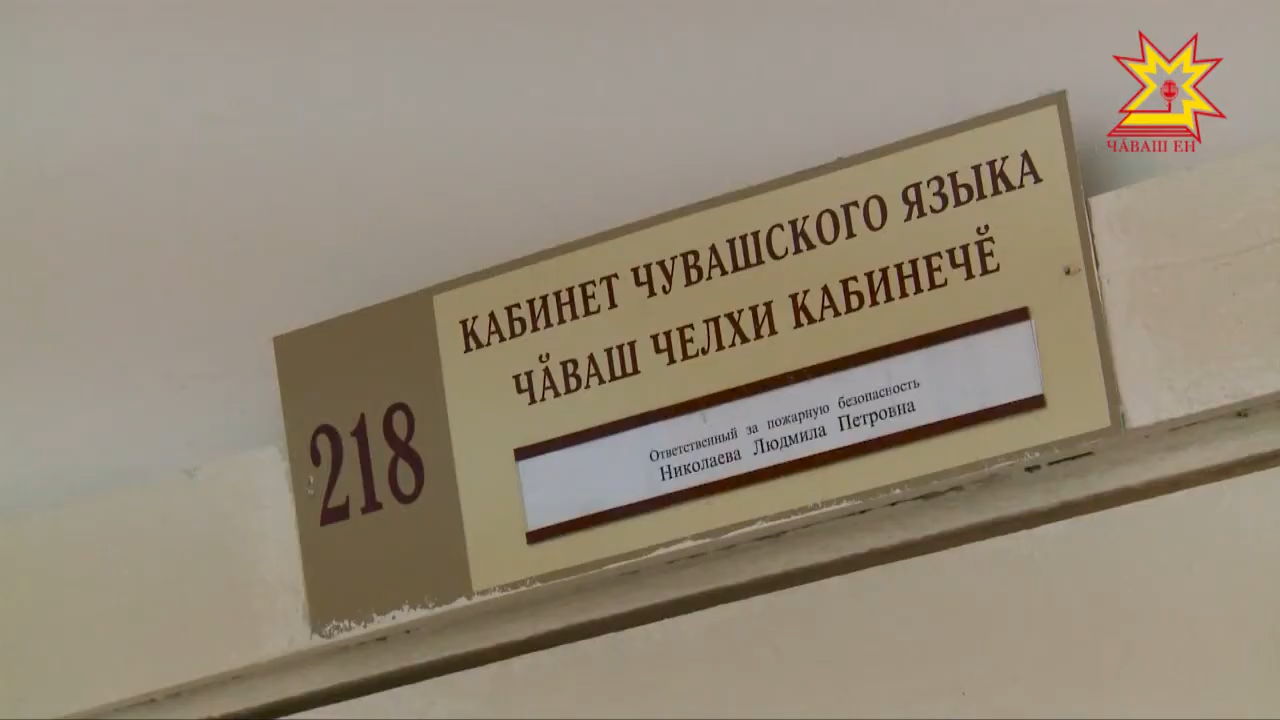 ЧӐВАШ ЕН
КАБИНЕТ ЧУВАШСКОГО ЯЗЫКА
ЧӐВАШ ЧЕЛХИ КАБИНЕЧӖ
218
Ответственный за пожарную безопасность
Николаева Людмила Петровна